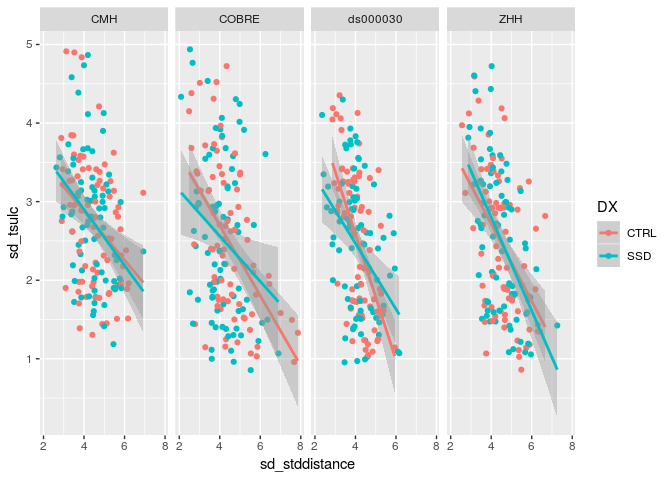 CMH COBRE ds000030 ZHH
5
4
3
2
1
sd_tsulc
2 4 6 8 2 4 6 8 2 4 6 8 2 4 6 8
sd_stddistance
DX
CTRL
SSD